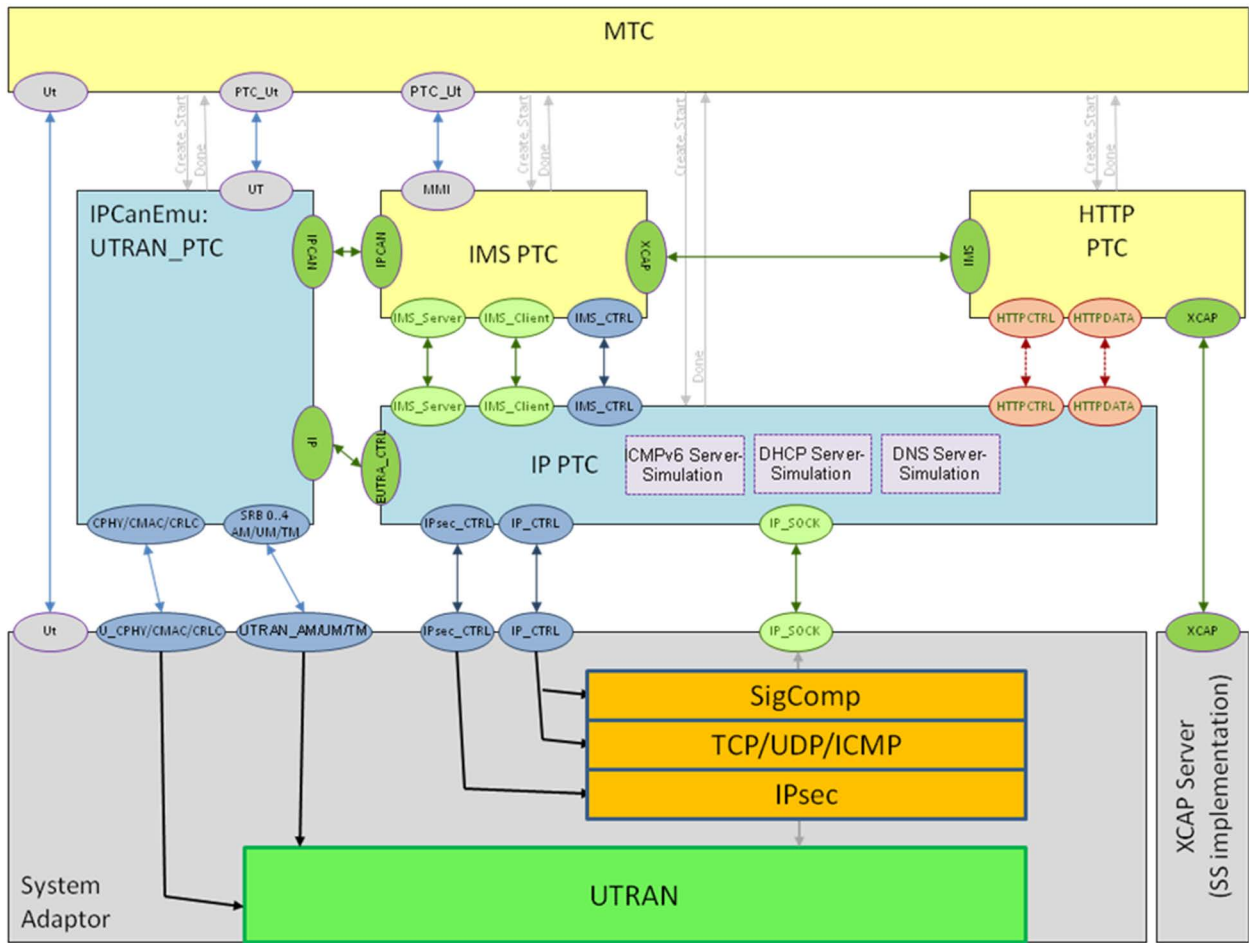 MTC
Ut
PTC_Ut
PTC_Ut
Create, Start
Done
Create, Start
Done
Create, Start
Done
Create, Start
Done
UT
MMI
IPCanEmu:
UTRAN_PTC
IPCAN
IPCAN
IMS PTC
XCAP
IMS
HTTP
PTC
IMS_Server
IMS_Client
IMS_CTRL
HTTPCTRL
HTTPDATA
XCAP
IMS_Server
IMS_Client
IMS_CTRL
HTTPCTRL
HTTPDATA
IP
EUTRA_CTRL
IP PTC
ICMPv6 Server-
Simulation
DHCP Server-
Simulation
DNS Server-
Simulation
CPHY/CMAC/CRLC
SRB 0..4
AM/UM/TM
IPsec_CTRL
IP_CTRL
IP_SOCK
Ut
U_CPHY/CMAC/CRLC
UTRAN_AM/UM/TM
IPsec_CTRL
IP_CTRL
IP_SOCK
XCAP
SigComp
TCP/UDP/ICMP
IPsec
UTRAN
System
Adaptor
XCAP Server
(SS implementation)